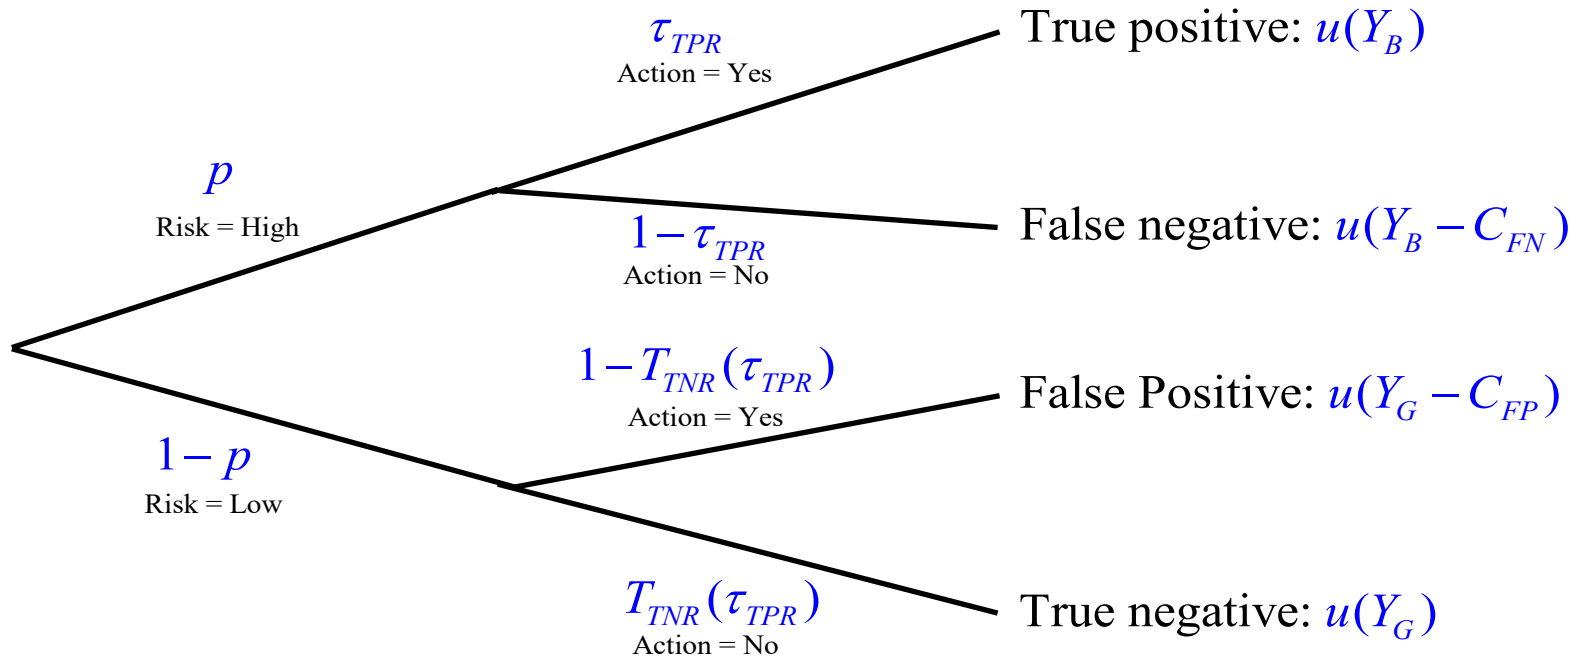 τ_TPR
Action = Yes
True positive: u(Y_B)
p
Risk = High
1 − τ_TPR
Action = No
False negative: u(Y_B − C_FN)
1 − T_TNR(τ_TPR)
Action = Yes
False Positive: u(Y_G − C_FP)
1 − p
Risk = Low
T_TNR(τ_TPR)
Action = No
True negative: u(Y_G)